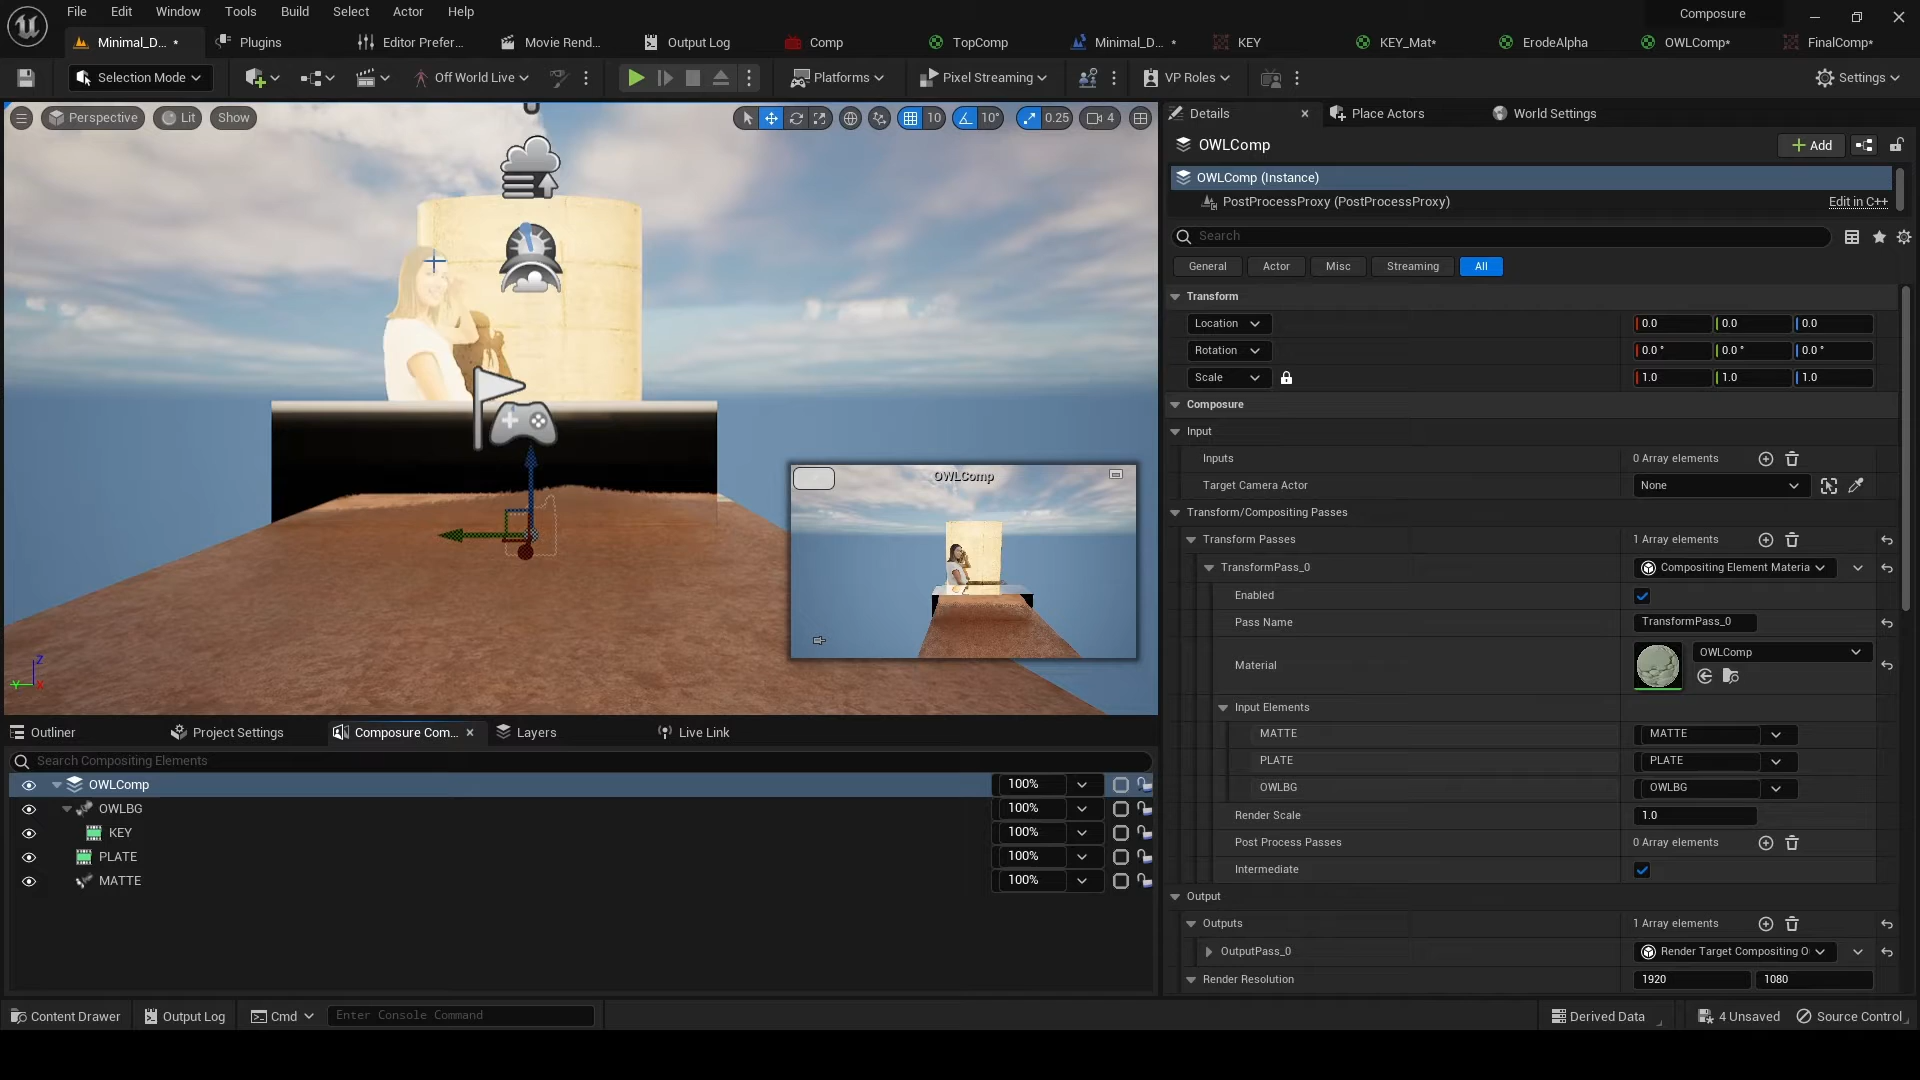 File Edit Window Tools Build Select Actor Help Composure
Minimal_D... • Plugins Editor Prefer... Movie Rend... Output Log Comp TopComp Minimal_D... • KEY KEY_Mat* ErodeAlpha OWLComp* FinalComp*
Selection Mode Off World Live Platforms Pixel Streaming VP Roles Settings
Perspective Lit Show 10 10° 0.25 4
Details Place Actors World Settings
OWLComp Add
OWLComp (Instance)
PostProcessProxy (PostProcessProxy) Edit in C++
Search
General Actor Misc Streaming All
Transform
Location 0.0 0.0 0.0
Rotation 0.0 ° 0.0 ° 0.0 °
Scale 1.0 1.0 1.0
Composure
Input
Inputs 0 Array elements
Target Camera Actor None
Transform/Compositing Passes
Transform Passes 1 Array elements
TransformPass_0 Compositing Element Materia
Enabled
Pass Name TransformPass_0
Material OWLComp
Input Elements
MATTE MATTE
PLATE PLATE
OWLBG OWLBG
Render Scale 1.0
Post Process Passes 0 Array elements
Intermediate
Output
Outputs 1 Array elements
OutputPass_0 Render Target Compositing O
Render Resolution 1920 1080
OWLComp
Z
Y X
Outliner Project Settings Composure Com... Layers Live Link
Search Compositing Elements
OWLComp 100%
OWLBG 100%
KEY 100%
PLATE 100%
MATTE 100%
Content Drawer Output Log Cmd Enter Console Command Derived Data 4 Unsaved Source Control